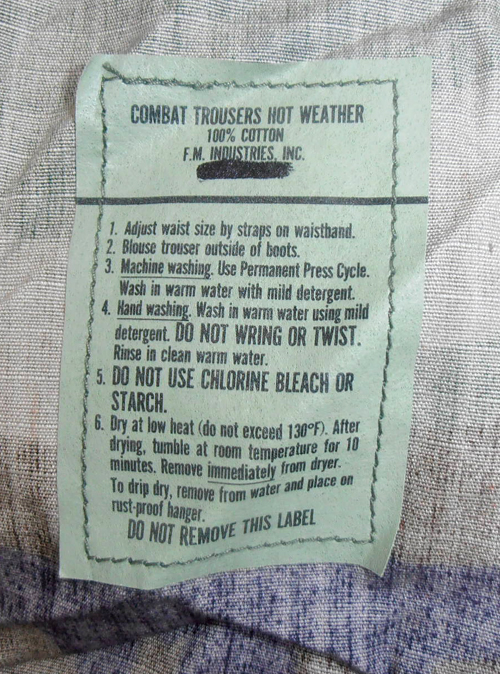 COMBAT TROUSERS HOT WEATHER
100% COTTON
F.M. INDUSTRIES, INC.
1. Adjust waist size by straps on waistband.
2. Blouse trouser outside of boots.
3. Machine washing. Use Permanent Press Cycle.
Wash in warm water with mild detergent.
4. Hand washing. Wash in warm water using mild
detergent. DO NOT WRING OR TWIST.
Rinse in clean warm water.
5. DO NOT USE CHLORINE BLEACH OR
STARCH.
6. Dry at low heat (do not exceed 130°F). After
drying, tumble at room temperature for 10
minutes. Remove immediately from dryer.
To drip dry, remove from water and place on
rust-proof hanger.
DO NOT REMOVE THIS LABEL